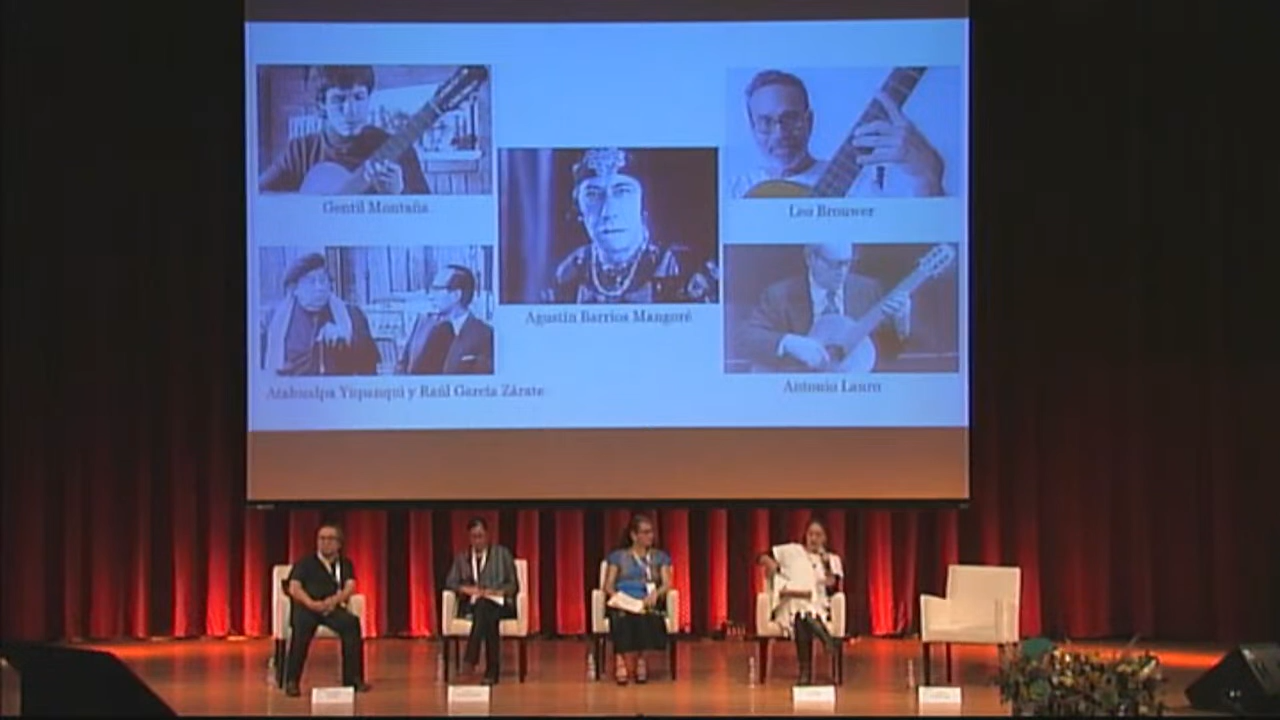 Gentil Montaña
Leo Brouwer
Agustín Barrios Mangoré
Atahualpa Yupanqui y Raúl García Zárate
Antonio Lauro